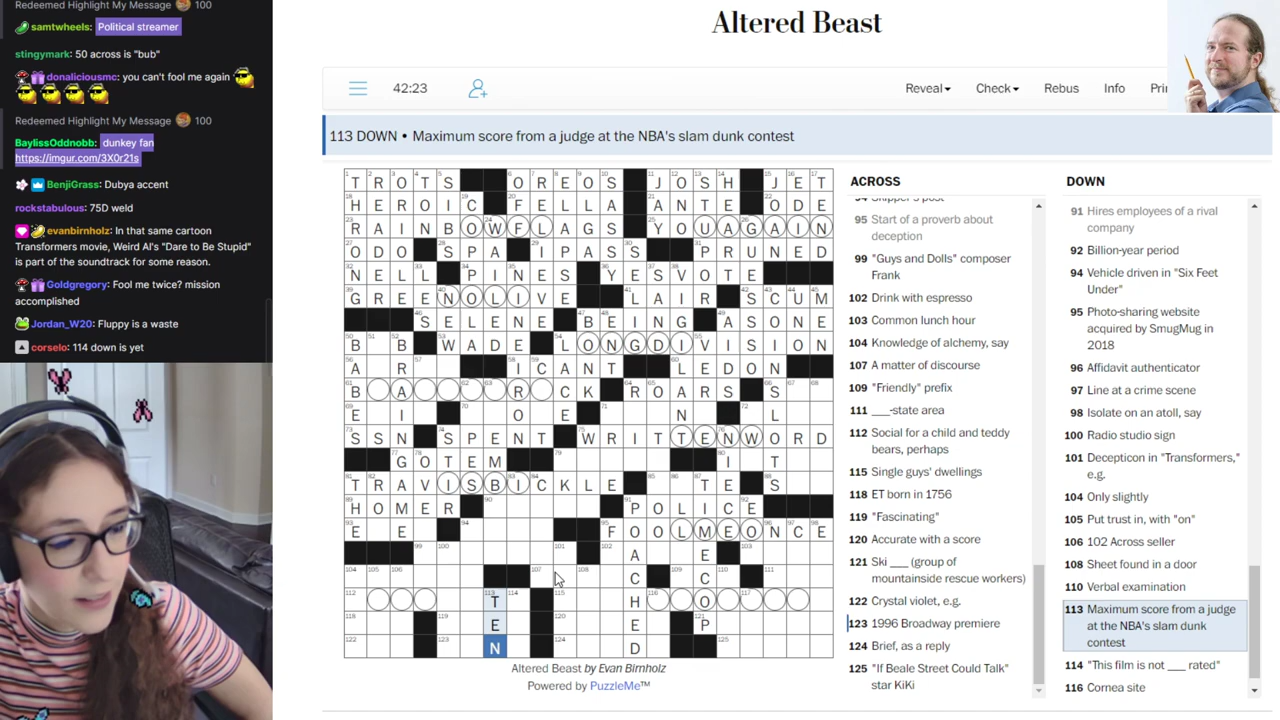 Redeemed Highlight My Message 100
samtwheels: Political streamer
stingymark: 50 across is "bub"
donaliciousmc: you can't fool me again
Redeemed Highlight My Message 100
BaylissOddnobb: dunkey fan
https://imgur.com/3X0r21s
BenjiGrass: Dubya accent
rockstabulous: 75D weld
evanbirnholz: In that same cartoon
Transformers movie, Weird Al's "Dare to Be Stupid"
is part of the soundtrack for some reason.
Goldgregory: Fool me twice? mission
accomplished
Jordan_W20: Fluppy is a waste
corselo: 114 down is yet
Altered Beast
42:23
Reveal
Check
Rebus
Info
113 DOWN • Maximum score from a judge at the NBA's slam dunk contest
T R O T S O R E O S J O S H J E T
H E R O I C F E L L A A N T E O D E
R A I N B O W F L A G S Y O U A G A I N
O D O S P A I P A S S P R U N E D
N E L L P I N E S Y E S V O T E
G R E E N O L I V E L A I R S C U M
S E L E N E B E I N G A S O N E
B B W A D E L O N G D I V I S I O N
A R I C A N T L E D O N
B A R C K R O A R S S
E I O E N L
S S N S P E N T W R I T T E N W O R D
G O T E M I T
T R A V I S B I C K L E T E S
H O M E R P O L I C E
E E F O O L M E O N C E
A E
C C
T H O
E E P
N D
Altered Beast by Evan Birnholz
Powered by PuzzleMe™
ACROSS
95 Start of a proverb about
deception
99 "Guys and Dolls" composer
Frank
102 Drink with espresso
103 Common lunch hour
104 Knowledge of alchemy, say
107 A matter of discourse
109 "Friendly" prefix
111 ___-state area
112 Social for a child and teddy
bears, perhaps
115 Single guys' dwellings
118 ET born in 1756
119 "Fascinating"
120 Accurate with a score
121 Ski ___ (group of
mountainside rescue workers)
122 Crystal violet, e.g.
123 1996 Broadway premiere
124 Brief, as a reply
125 "If Beale Street Could Talk"
star KiKi
DOWN
91 Hires employees of a rival
company
92 Billion-year period
94 Vehicle driven in "Six Feet
Under"
95 Photo-sharing website
acquired by SmugMug in
2018
96 Affidavit authenticator
97 Line at a crime scene
98 Isolate on an atoll, say
100 Radio studio sign
101 Decepticon in "Transformers,"
e.g.
104 Only slightly
105 Put trust in, with "on"
106 102 Across seller
108 Sheet found in a door
110 Verbal examination
113 Maximum score from a judge
at the NBA's slam dunk
contest
114 "This film is not ___ rated"
116 Cornea site